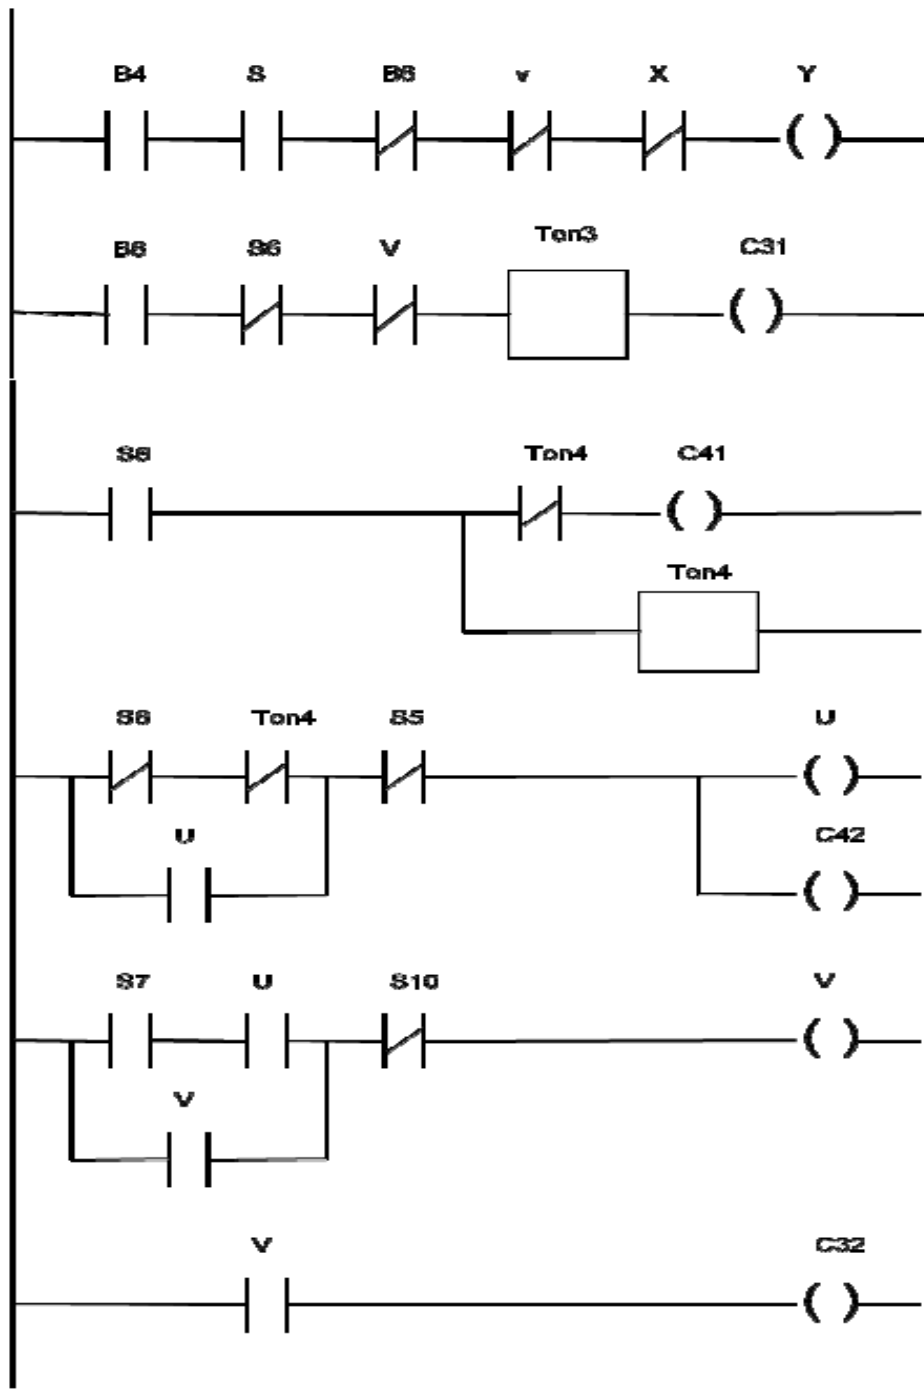 B4 S B6 v X Y
B6 S6 V Ton3 C31
S6 Ton4 C41
Ton4
S6 Ton4 S5 U
U C42
S7 U S10 V
V
V C32